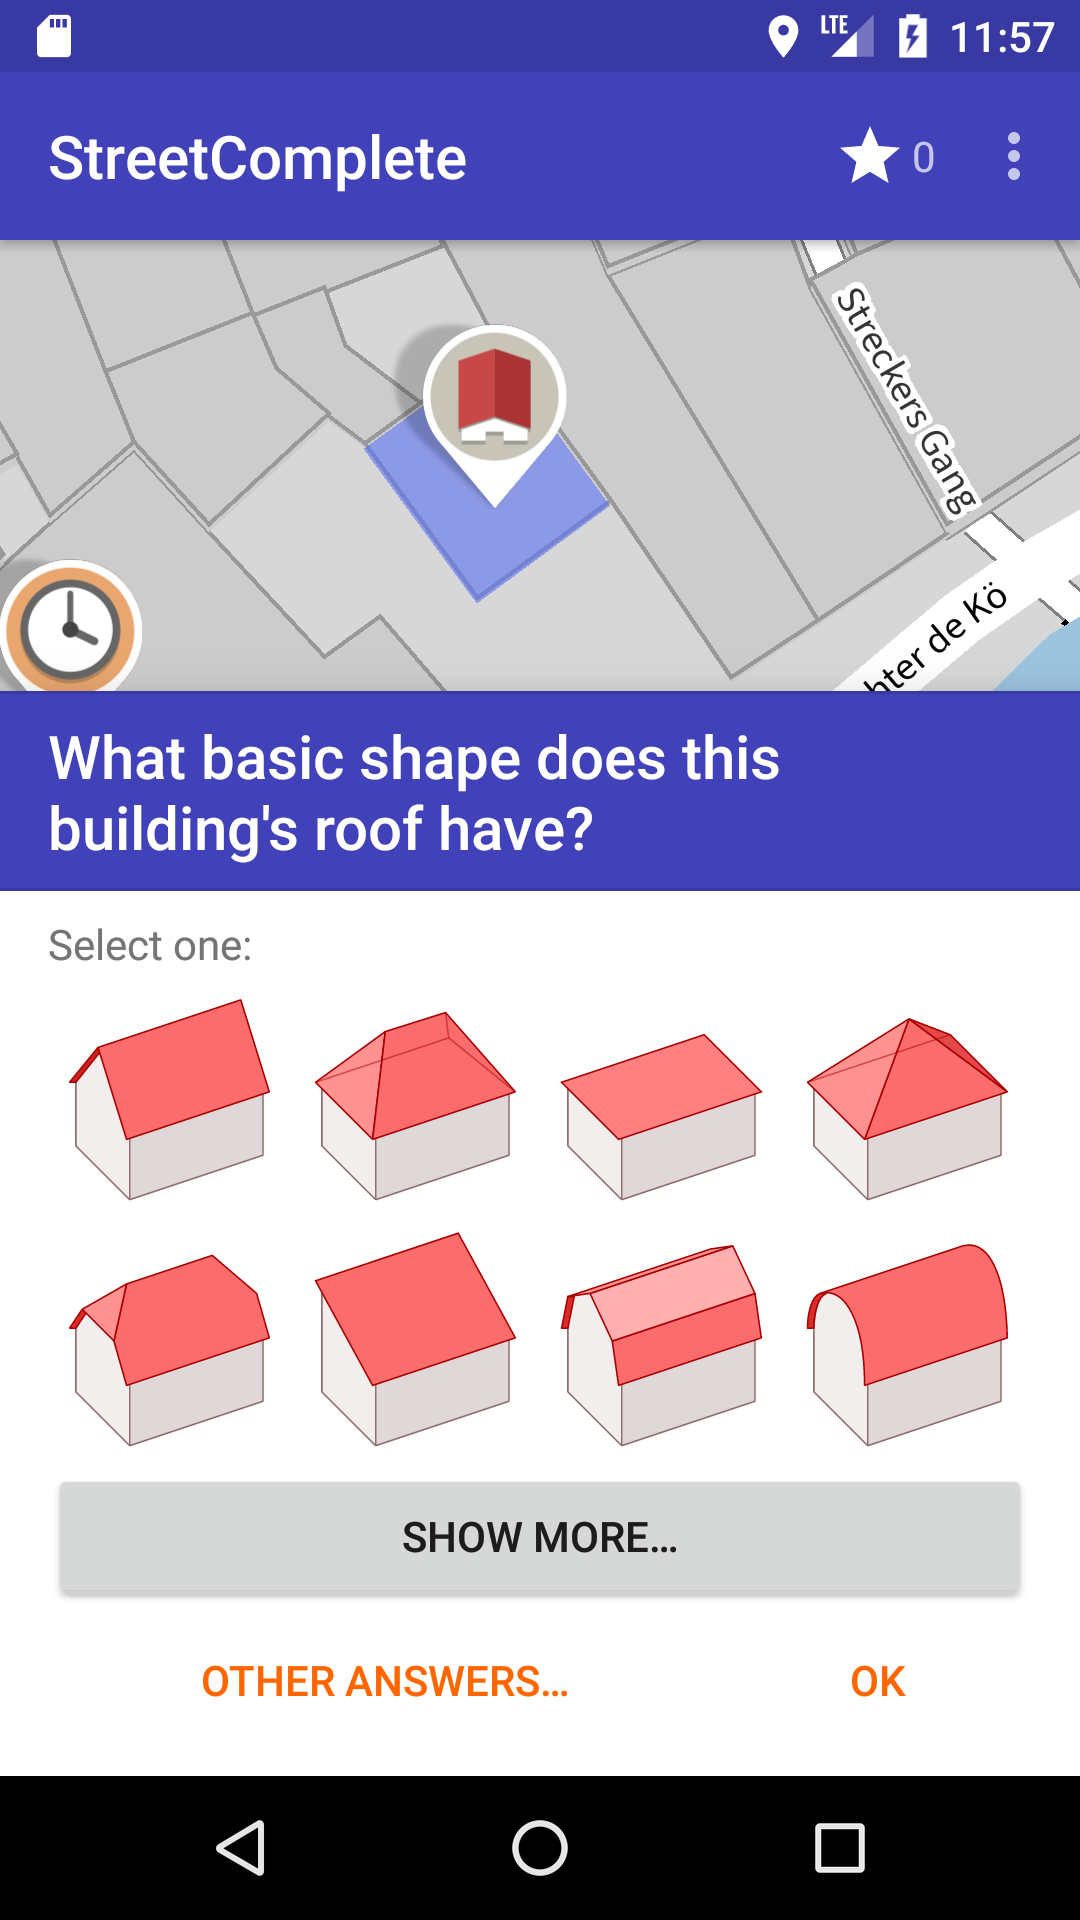 LTE 11:57
StreetComplete 0
Streckers Gang
hter de Kö
What basic shape does this
building's roof have?
Select one:
SHOW MORE...
OTHER ANSWERS...
OK